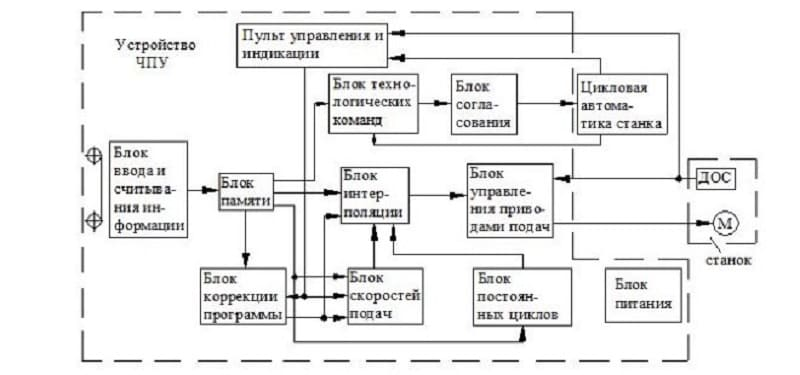 Устройство
ЧПУ
Пульт управления и
индикации
Блок техно-
логических
команд
Блок
согла-
сования
Цикловая
автома-
тика станка
Блок
ввода и
считыва-
ния ин-
формации
Блок
памяти
Блок
интер-
поляции
Блок
управле-
ния приво-
дами подач
ДОС
М
станок
Блок
коррекции
программы
Блок
скоростей
подач
Блок
постоян-
ных циклов
Блок
питания